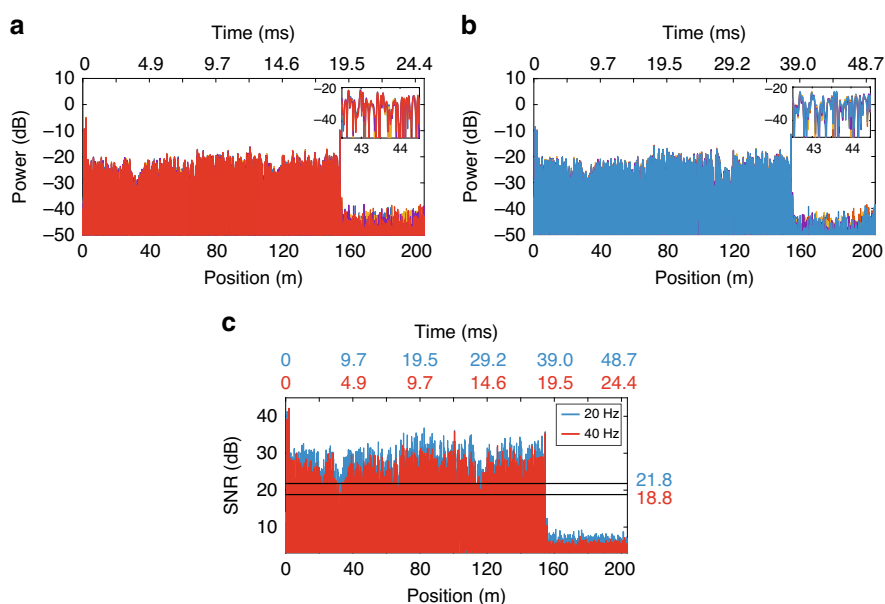 a
Time (ms)
0 4.9 9.7 14.6 19.5 24.4
Power (dB)
10
0
−10
−20
−30
−40
−50
−20
−40
43 44
0 40 80 120 160 200
Position (m)
b
Time (ms)
0 9.7 19.5 29.2 39.0 48.7
Power (dB)
10
0
−10
−20
−30
−40
−50
−20
−40
43 44
0 40 80 120 160 200
Position (m)
c
Time (ms)
0 9.7 19.5 29.2 39.0 48.7
0 4.9 9.7 14.6 19.5 24.4
SNR (dB)
40
30
20
10
20 Hz
40 Hz
21.8
18.8
0 40 80 120 160 200
Position (m)